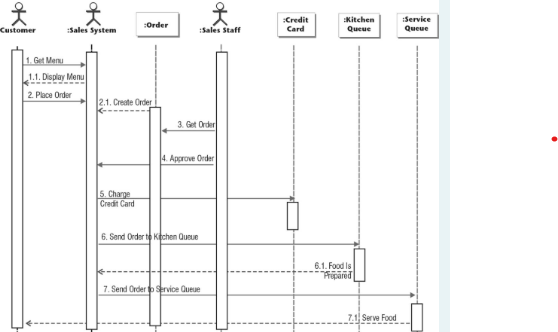 Customer
:Sales System
:Order
:Sales Staff
:Credit
Card
:Kitchen
Queue
:Service
Queue
1. Get Menu
1.1. Display Menu
2. Place Order
2.1. Create Order
3. Get Order
4. Approve Order
5. Charge
Credit Card
6. Send Order to Kitchen Queue
6.1. Food Is
Prepared
7. Send Order to Service Queue
7.1. Serve Food